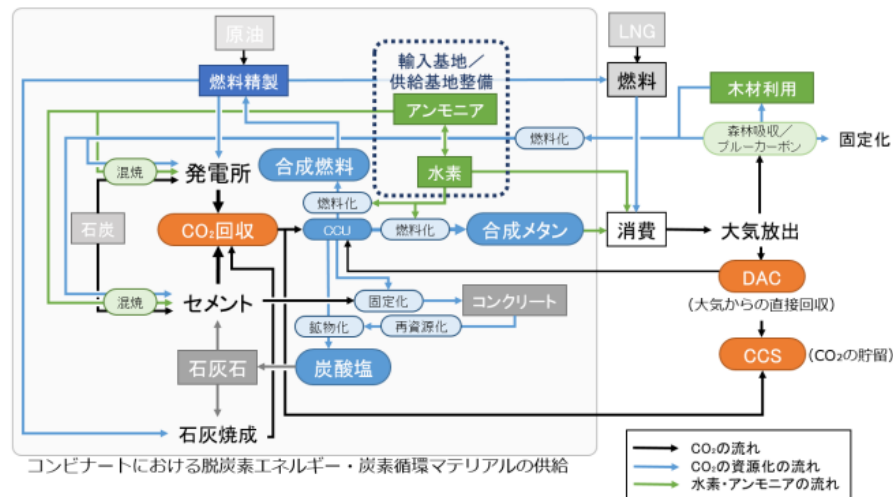 原油
LNG
輸入基地／
供給基地整備
燃料精製
燃料
木材利用
アンモニア
森林吸収／
ブルーカーボン
固定化
燃料化
混焼
発電所
合成燃料
水素
燃料化
石炭
CO₂回収
CCU
燃料化
合成メタン
消費
大気放出
DAC
(大気からの直接回収)
混焼
セメント
固定化
コンクリート
鉱物化
再資源化
CCS
(CO₂の貯留)
石灰石
炭酸塩
石灰焼成
コンビナートにおける脱炭素エネルギー・炭素循環マテリアルの供給
CO₂の流れ
CO₂の資源化の流れ
水素・アンモニアの流れ